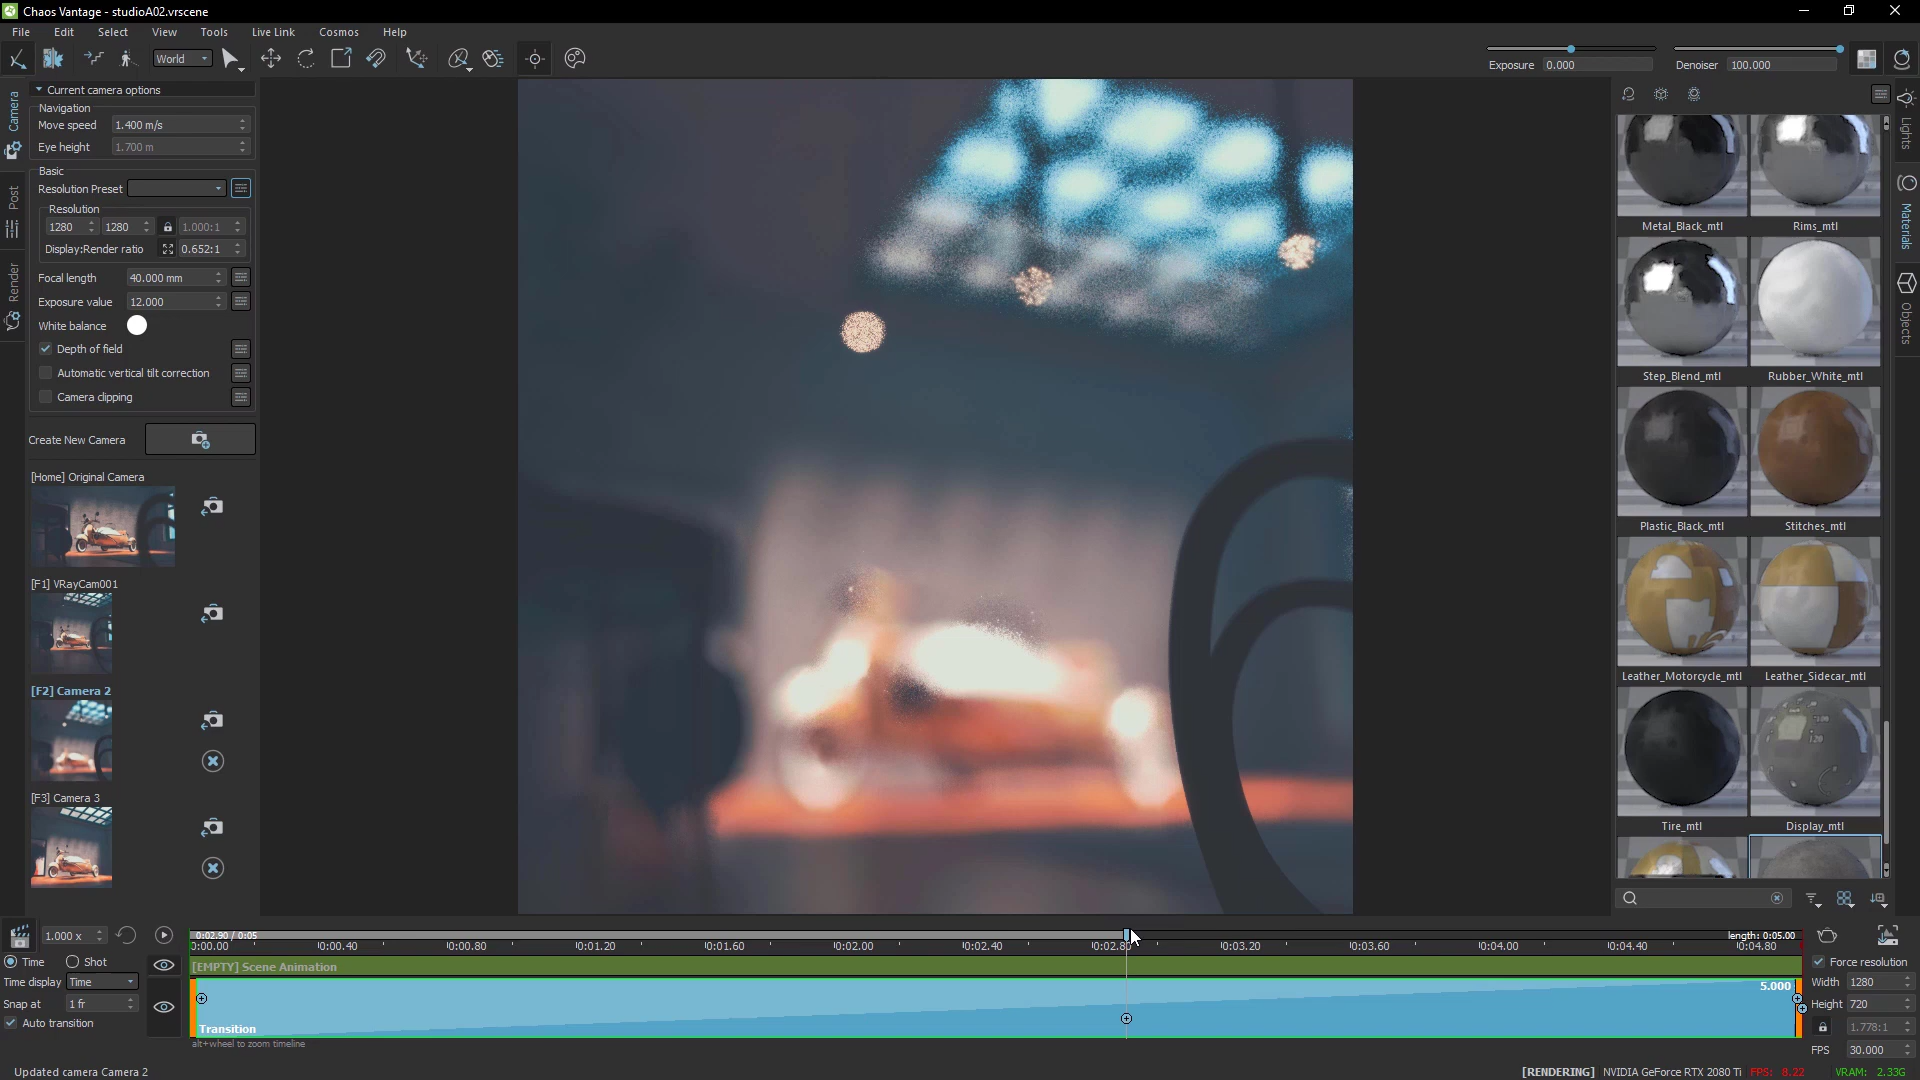 Chaos Vantage - studioA02.vrscene
File Edit Select View Tools Live Link Cosmos Help
World
Exposure 0.000
Denoiser 100.000
Camera
Post
Render
Current camera options
Navigation
Move speed 1.400 m/s
Eye height 1.700 m
Basic
Resolution Preset
Resolution
1280 1280 1.000:1
Display:Render ratio 0.652:1
Focal length 40.000 mm
Exposure value 12.000
White balance
Depth of field
Automatic vertical tilt correction
Camera clipping
Create New Camera
[Home] Original Camera
[F1] VRayCam001
[F2] Camera 2
[F3] Camera 3
Lights
Materials
Objects
Metal_Black_mtl Rims_mtl
Step_Blend_mtl Rubber_White_mtl
Plastic_Black_mtl Stitches_mtl
Leather_Motorcycle_mtl Leather_Sidecar_mtl
Tire_mtl Display_mtl
1.000 x
0:02.90 / 0:05 length: 0:05.00
0:00.00 0:00.40 0:00.80 0:01.20 0:01.60 0:02.00 0:02.40 0:02.80 0:03.20 0:03.60 0:04.00 0:04.40 0:04.80
Time Shot
Time display Time
Snap at 1 fr
Auto transition
[EMPTY] Scene Animation
5.000
Transition
alt+wheel to zoom timeline
Force resolution
Width 1280
Height 720
1.778:1
FPS 30.000
Updated camera Camera 2
[RENDERING] NVIDIA GeForce RTX 2080 Ti FPS: 8.22 VRAM: 2.33G